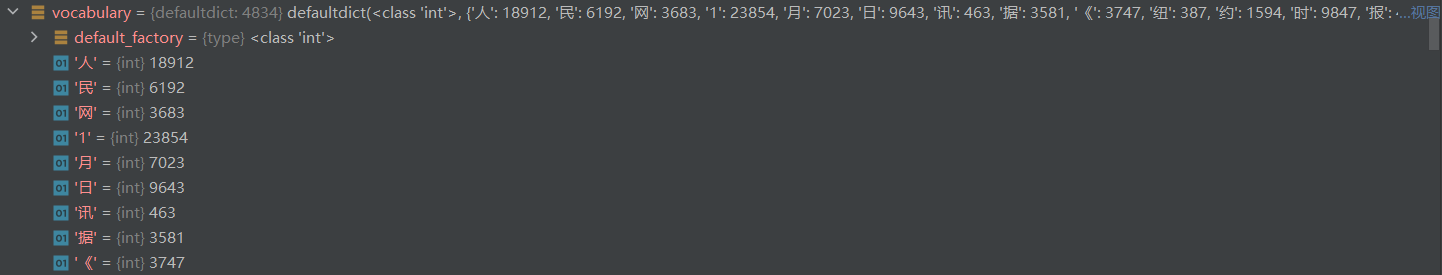 vocabulary = {defaultdict: 4834} defaultdict(<class 'int'>, {'人': 18912, '民': 6192, '网': 3683, '1': 23854, '月': 7023, '日': 9643, '讯': 463, '据': 3581, '《': 3747, '纽': 387, '约': 1594, '时': 9847, '报': ...视图
default_factory = {type} <class 'int'>
01 '人' = {int} 18912
01 '民' = {int} 6192
01 '网' = {int} 3683
01 '1' = {int} 23854
01 '月' = {int} 7023
01 '日' = {int} 9643
01 '讯' = {int} 463
01 '据' = {int} 3581
01 '《' = {int} 3747